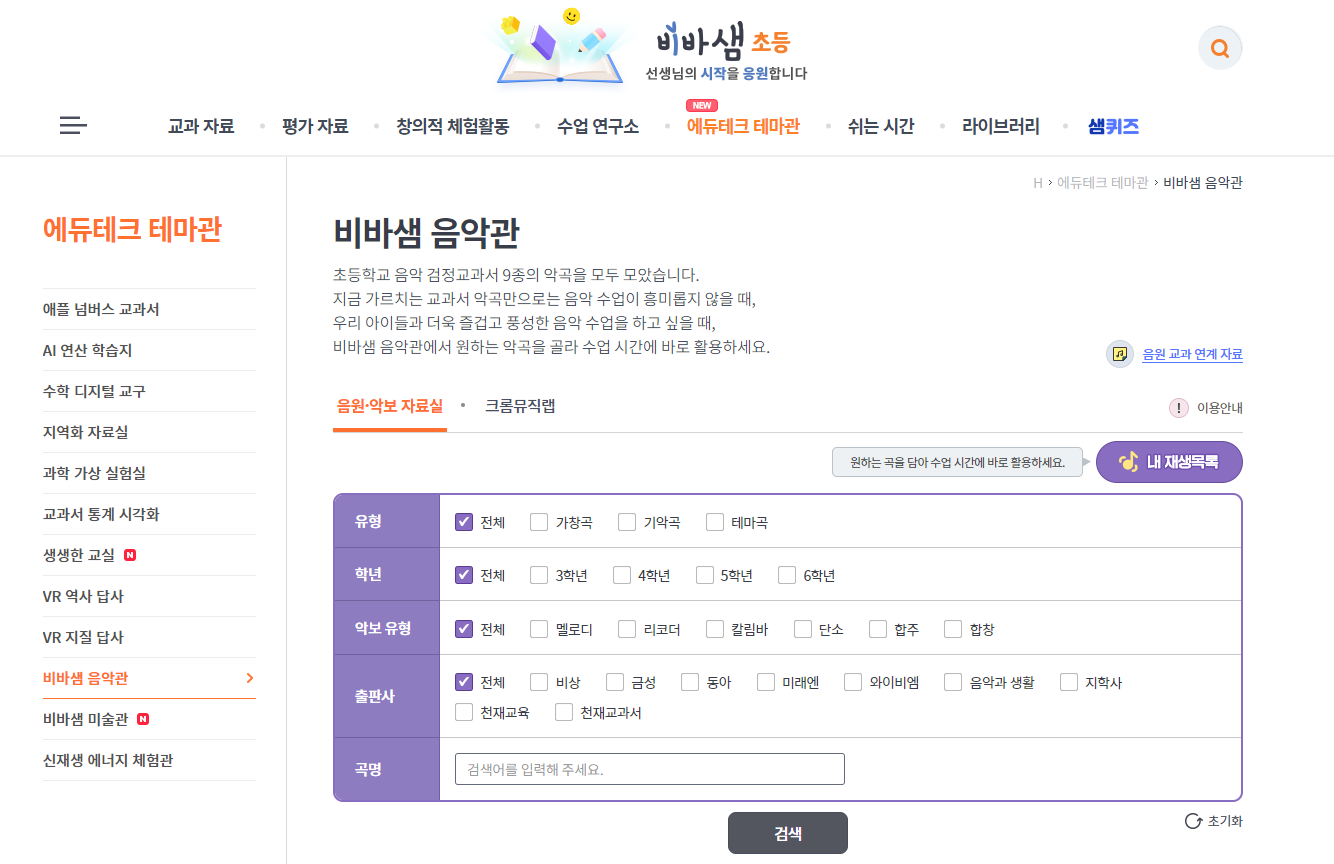 비바샘 초등
선생님의 시작을 응원합니다
교과 자료 평가 자료 창의적 체험활동 수업 연구소 NEW 에듀테크 테마관 쉬는 시간 라이브러리 샘퀴즈
H › 에듀테크 테마관 › 비바샘 음악관
에듀테크 테마관
애플 넘버스 교과서
AI 연산 학습지
수학 디지털 교구
지역화 자료실
과학 가상 실험실
교과서 통계 시각화
생생한 교실 N
VR 역사 답사
VR 지질 답사
비바샘 음악관
비바샘 미술관 N
신재생 에너지 체험관
비바샘 음악관
초등학교 음악 검정교과서 9종의 악곡을 모두 모았습니다.
지금 가르치는 교과서 악곡만으로는 음악 수업이 흥미롭지 않을 때,
우리 아이들과 더욱 즐겁고 풍성한 음악 수업을 하고 싶을 때,
비바샘 음악관에서 원하는 악곡을 골라 수업 시간에 바로 활용하세요.
음원 교과 연계 자료
음원·악보 자료실 • 크롬뮤직랩
! 이용안내
원하는 곡을 담아 수업 시간에 바로 활용하세요.
내 재생목록
유형 전체 가창곡 기악곡 테마곡
학년 전체 3학년 4학년 5학년 6학년
악보 유형 전체 멜로디 리코더 칼림바 단소 합주 합창
출판사 전체 비상 금성 동아 미래엔 와이비엠 음악과 생활 지학사
천재교육 천재교과서
곡명 검색어를 입력해 주세요.
검색
초기화